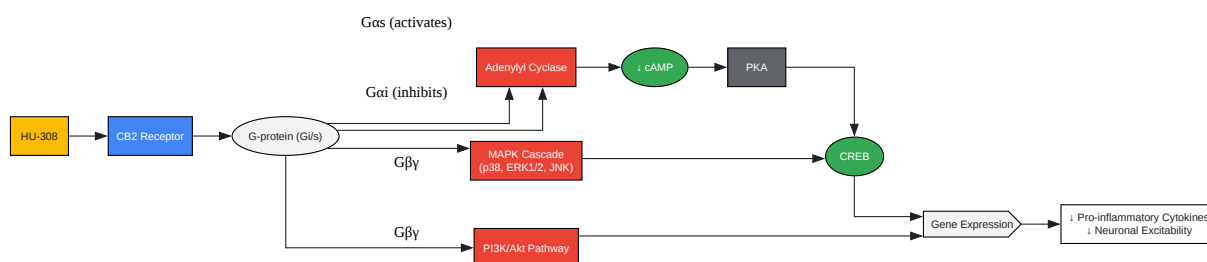 Gαs (activates)
Adenylyl Cyclase
↓ cAMP
PKA
Gαi (inhibits)
HU-308
CB2 Receptor
G-protein (Gi/s)
Gβγ
MAPK Cascade
(p38, ERK1/2, JNK)
CREB
Gβγ
PI3K/Akt Pathway
Gene Expression
↓ Pro-inflammatory Cytokines
↓ Neuronal Excitability